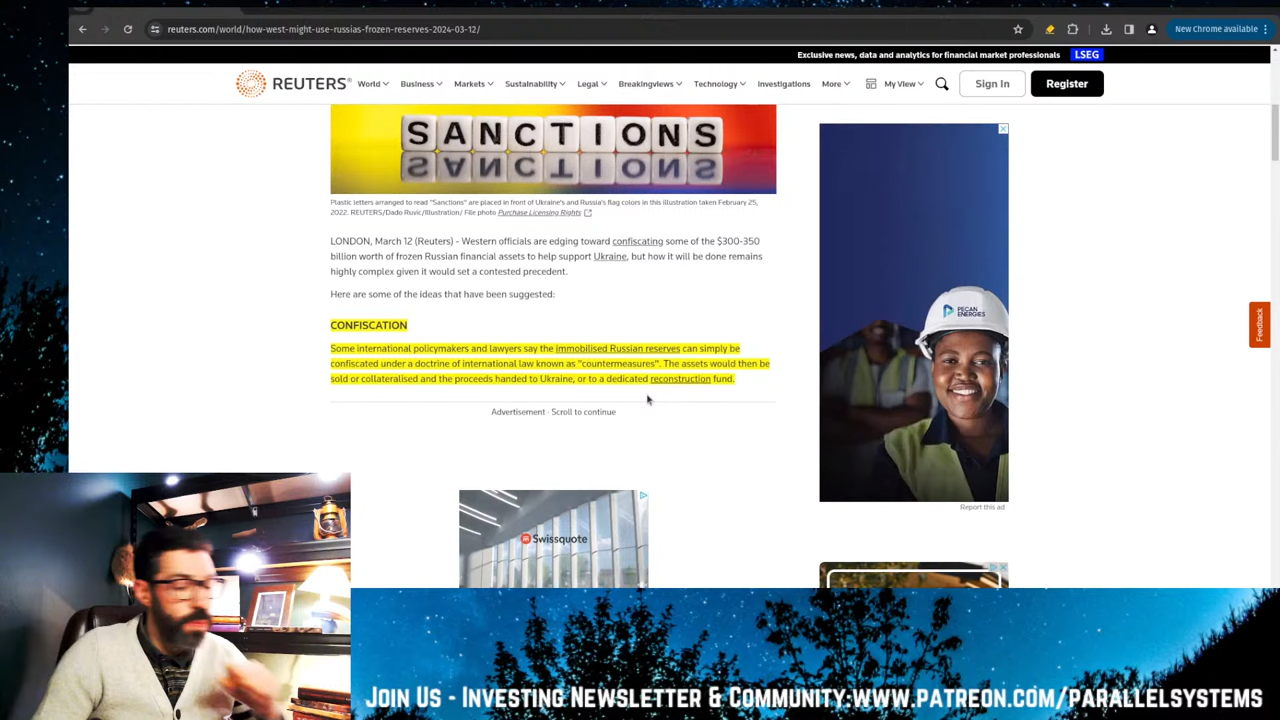 reuters.com/world/how-west-might-use-russias-frozen-reserves-2024-03-12/
New Chrome available
Exclusive news, data and analytics for financial market professionals LSEG
REUTERS® World Business Markets Sustainability Legal Breakingviews Technology Investigations More My View Sign In Register
SANCTIONS
Plastic letters arranged to read "Sanctions" are placed in front of Ukraine's and Russia's flag colors in this illustration taken February 25,
2022. REUTERS/Dado Ruvic/Illustration/ File photo Purchase Licensing Rights
LONDON, March 12 (Reuters) - Western officials are edging toward confiscating some of the $300-350
billion worth of frozen Russian financial assets to help support Ukraine, but how it will be done remains
highly complex given it would set a contested precedent.
Here are some of the ideas that have been suggested:
CONFISCATION
Some international policymakers and lawyers say the immobilised Russian reserves can simply be
confiscated under a doctrine of international law known as "countermeasures". The assets would then be
sold or collateralised and the proceeds handed to Ukraine, or to a dedicated reconstruction fund.
Advertisement · Scroll to continue
PECAN
ENERGIES
Feedback
Report this ad
Swissquote
Join Us - Investing Newsletter & Community:www.patreon.com/parallelsystems